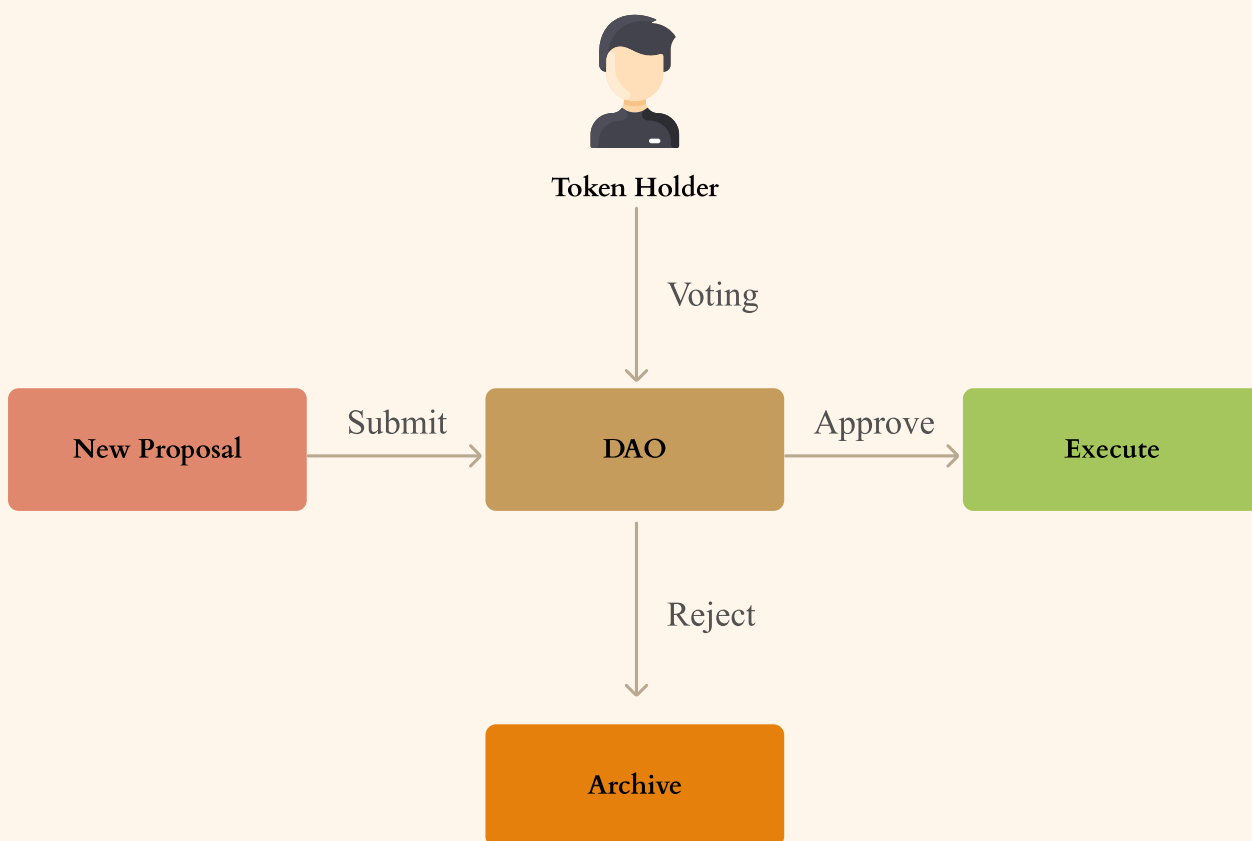 Token Holder
Voting
New Proposal
Submit
DAO
Approve
Execute
Reject
Archive